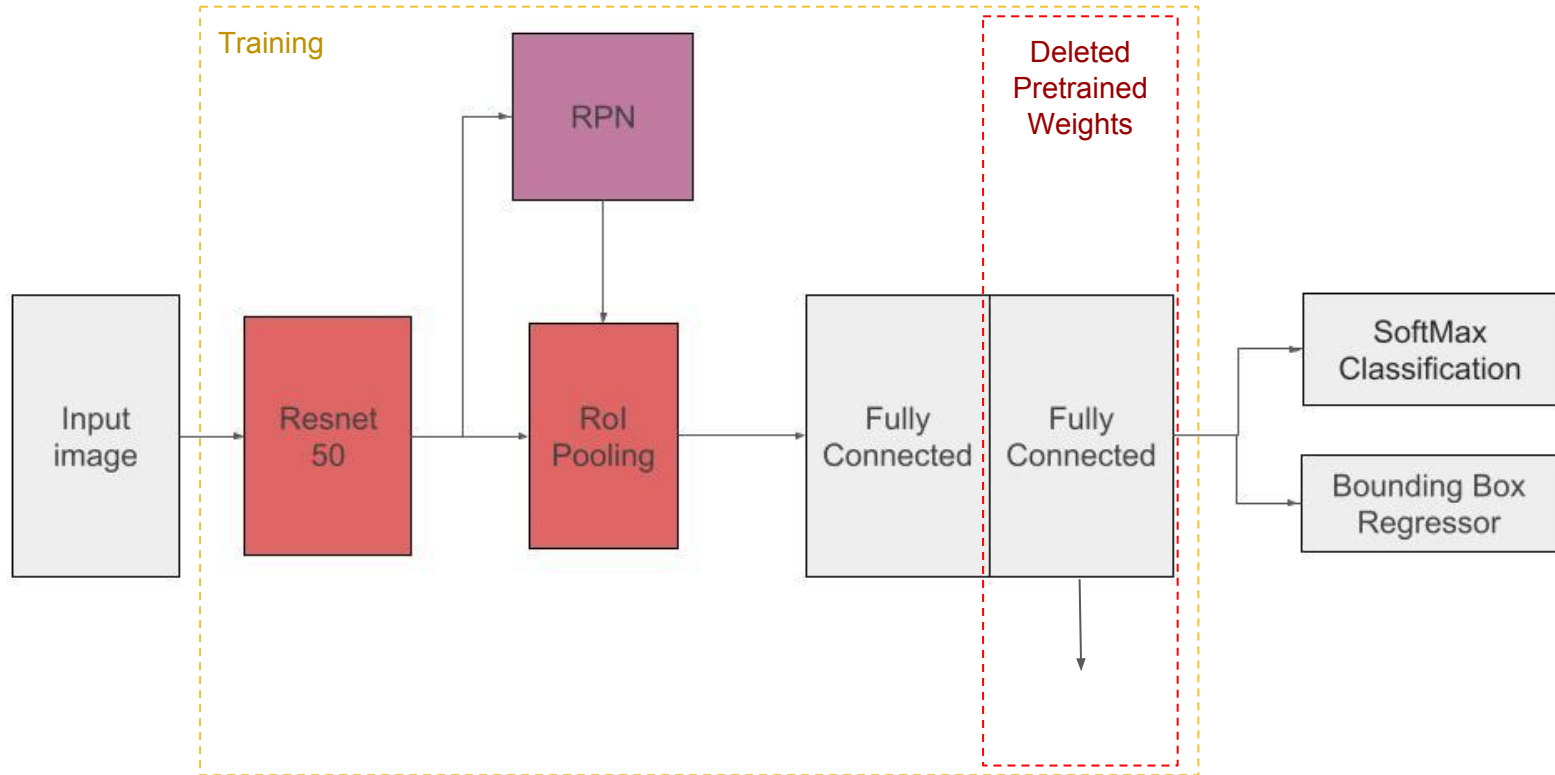 Training
Deleted
Pretrained
Weights
RPN
Input
image
Resnet
50
RoI
Pooling
Fully
Connected
Fully
Connected
SoftMax
Classification
Bounding Box
Regressor